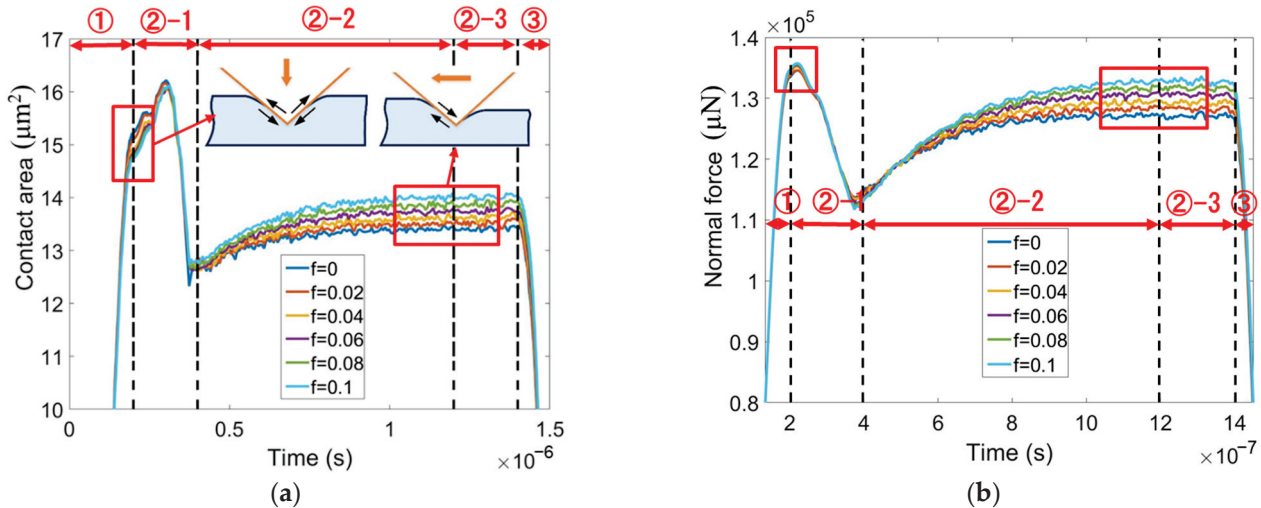 ① ②-1 ②-2 ②-3 ③
17
16
15
14
13
12
11
10
Contact area (μm²)
f=0
f=0.02
f=0.04
f=0.06
f=0.08
f=0.1
0 0.5 1 1.5
Time (s) ×10⁻⁶
(a)
×10⁵
1.4
1.3
1.2
1.1
1
0.9
0.8
Normal force (μN)
① ②-1 ②-2 ②-3 ③
f=0
f=0.02
f=0.04
f=0.06
f=0.08
f=0.1
2 4 6 8 10 12 14
Time (s) ×10⁻⁷
(b)